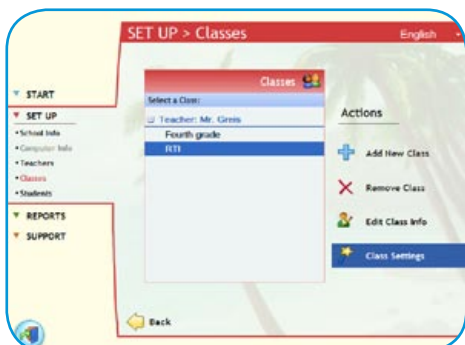 SET UP > Classes
English
START
SET UP
• School Info
• Computer Info
• Teachers
• Classes
• Students
REPORTS
SUPPORT
Classes
Select a Class:
Teacher: Mr. Greis
Fourth grade
RTI
Back
Actions
Add New Class
Remove Class
Edit Class Info
Class Settings